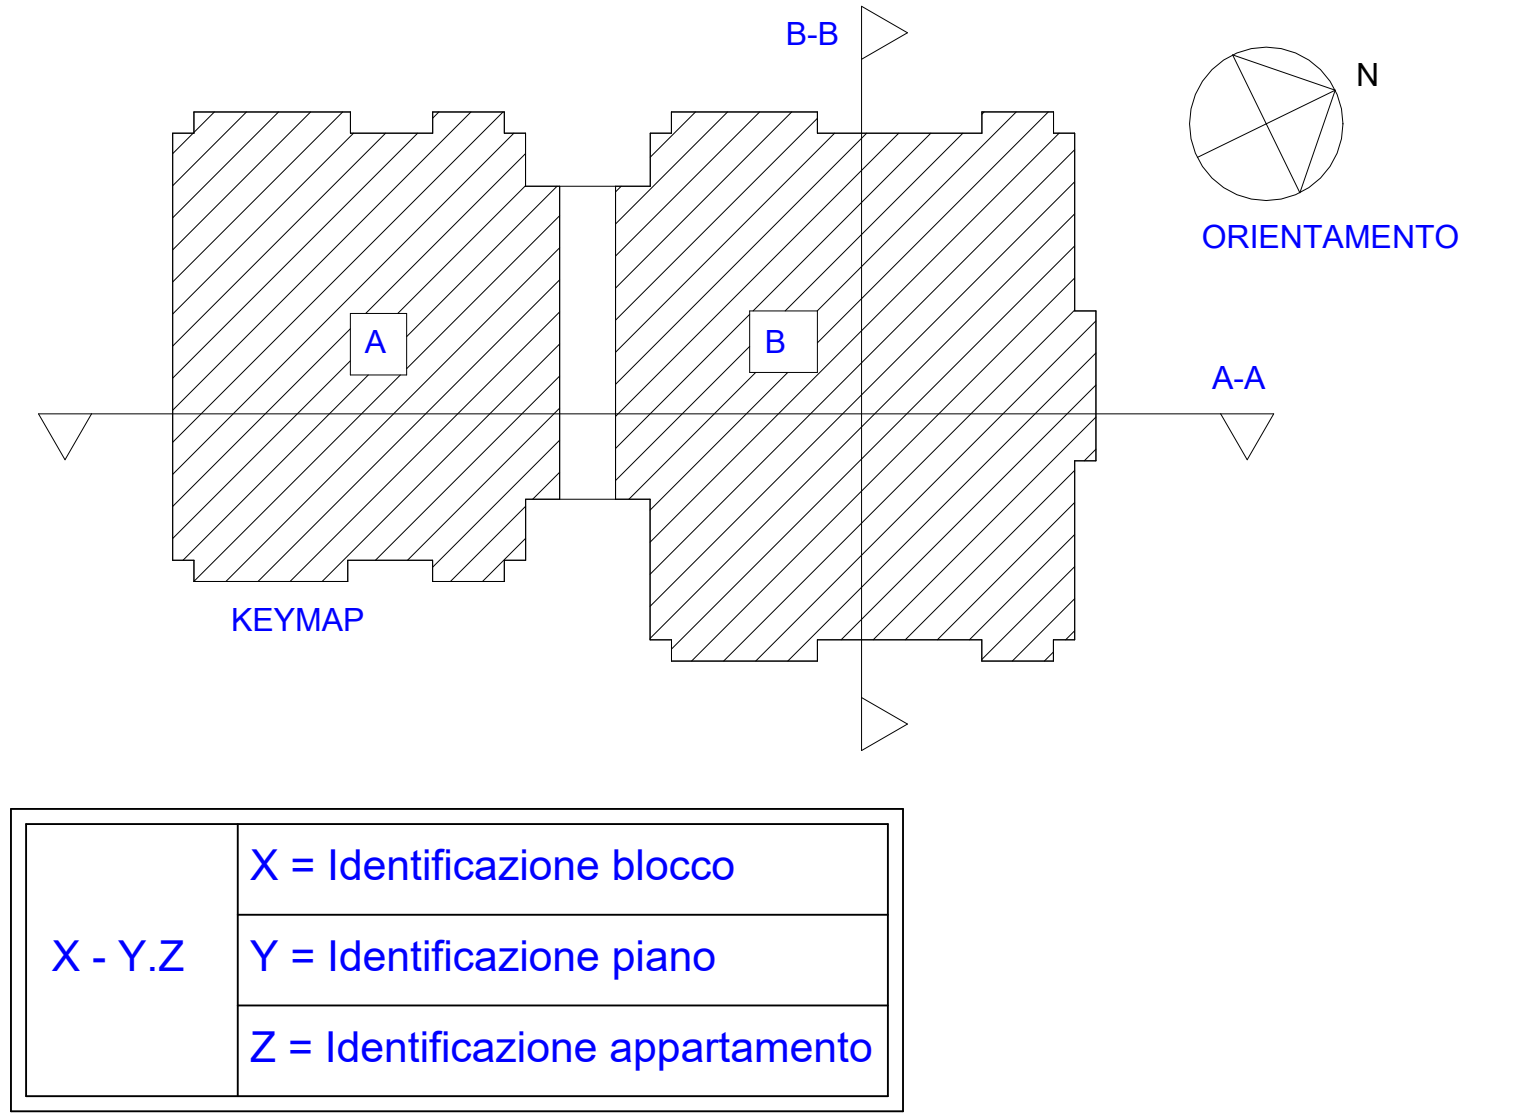 B-B
N
ORIENTAMENTO
A
B
A-A
KEYMAP
X - Y.Z
X = Identificazione blocco
Y = Identificazione piano
Z = Identificazione appartamento